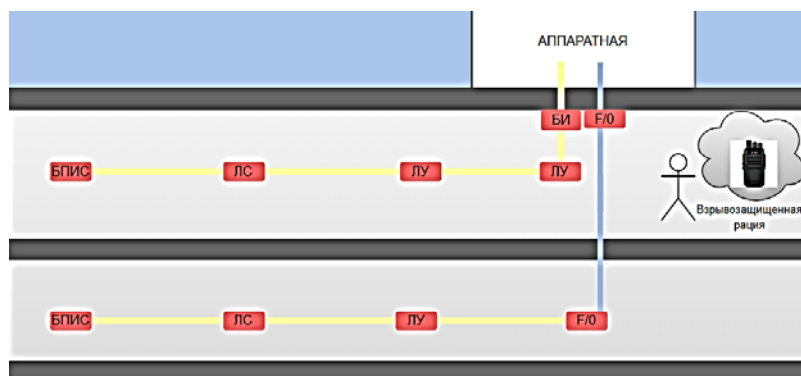 АППАРАТНАЯ
БИ F/0
БПИС ЛС ЛУ ЛУ
Взрывозащищенная
рация
БПИС ЛС ЛУ F/0